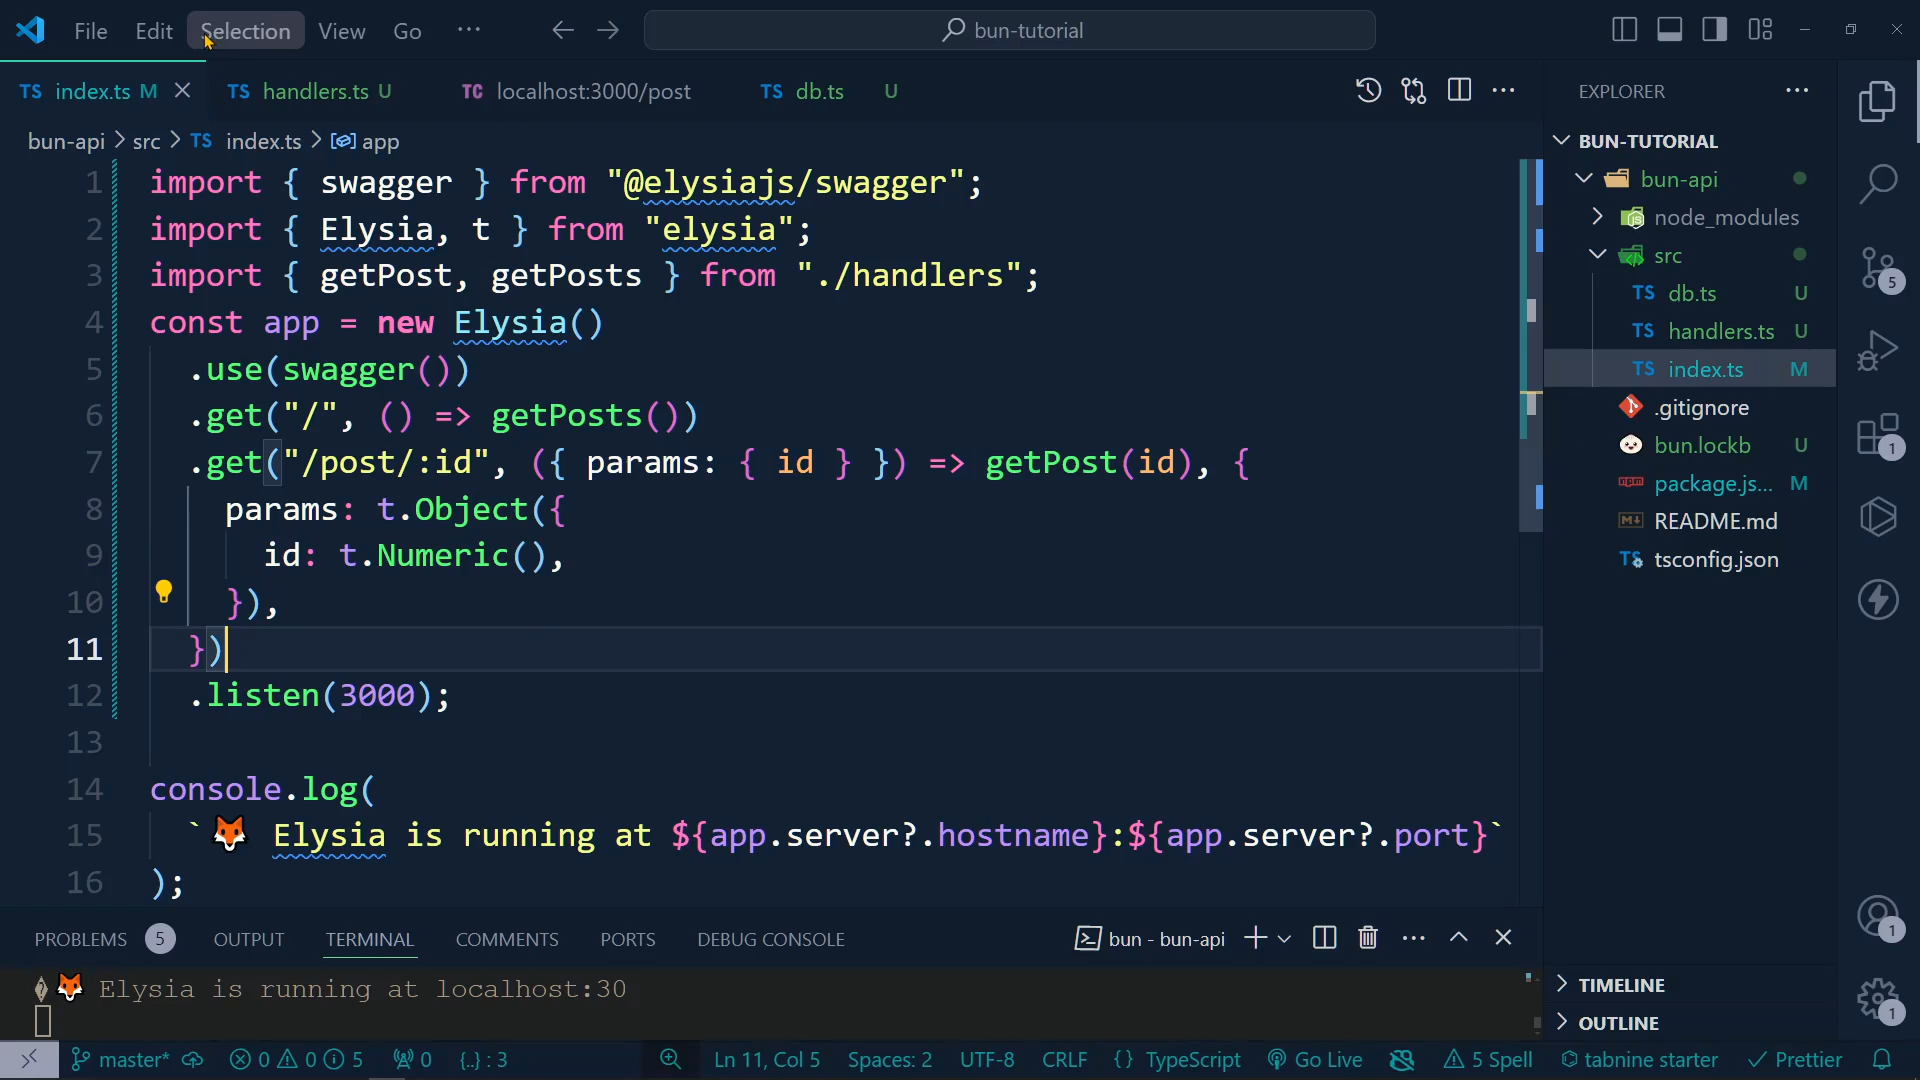 File Edit Selection View Go ··· bun-tutorial
TS index.ts M TS handlers.ts U TC localhost:3000/post TS db.ts U
bun-api > src > TS index.ts > app
1 import { swagger } from "@elysiajs/swagger";
2 import { Elysia, t } from "elysia";
3 import { getPost, getPosts } from "./handlers";
4 const app = new Elysia()
5 .use(swagger())
6 .get("/", () => getPosts())
7 .get("/post/:id", ({ params: { id } }) => getPost(id), {
8 params: t.Object({
9 id: t.Numeric(),
10 }),
11 })
12 .listen(3000);
13
14 console.log(
15 `🦊 Elysia is running at ${app.server?.hostname}:${app.server?.port}`
16 );
PROBLEMS 5 OUTPUT TERMINAL COMMENTS PORTS DEBUG CONSOLE bun - bun-api
🦊 Elysia is running at localhost:30
EXPLORER ···
BUN-TUTORIAL
bun-api
node_modules
src
TS db.ts U
TS handlers.ts U
TS index.ts M
.gitignore
bun.lockb U
package.js... M
README.md
TS tsconfig.json
TIMELINE
OUTLINE
5
1
1
1
master* 0 0 5 0 {..} : 3 Ln 11, Col 5 Spaces: 2 UTF-8 CRLF {} TypeScript Go Live 5 Spell tabnine starter Prettier